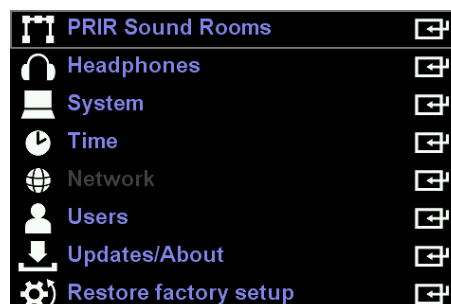 PRIR Sound Rooms
Headphones
System
Time
Network
Users
Updates/About
Restore factory setup